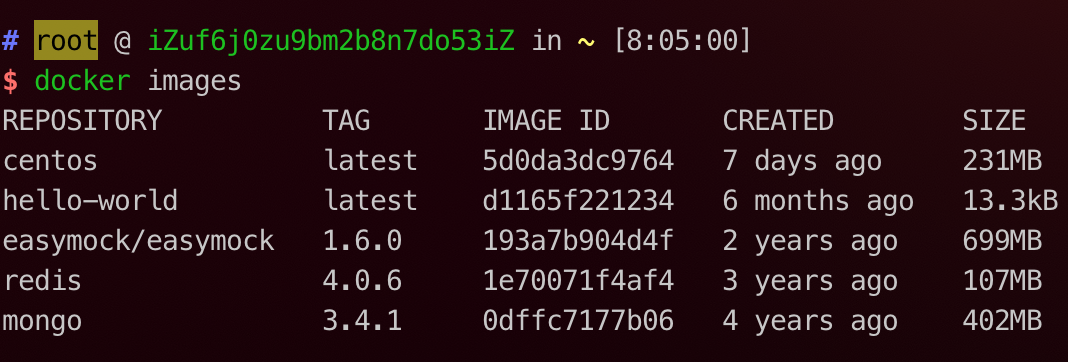 # root @ iZuf6j0zu9bm2b8n7do53iZ in ~ [8:05:00]
$ docker images
REPOSITORY          TAG       IMAGE ID       CREATED        SIZE
centos              latest    5d0da3dc9764   7 days ago     231MB
hello-world         latest    d1165f221234   6 months ago   13.3kB
easymock/easymock   1.6.0     193a7b904d4f   2 years ago    699MB
redis               4.0.6     1e70071f4af4   3 years ago    107MB
mongo               3.4.1     0dffc7177b06   4 years ago    402MB